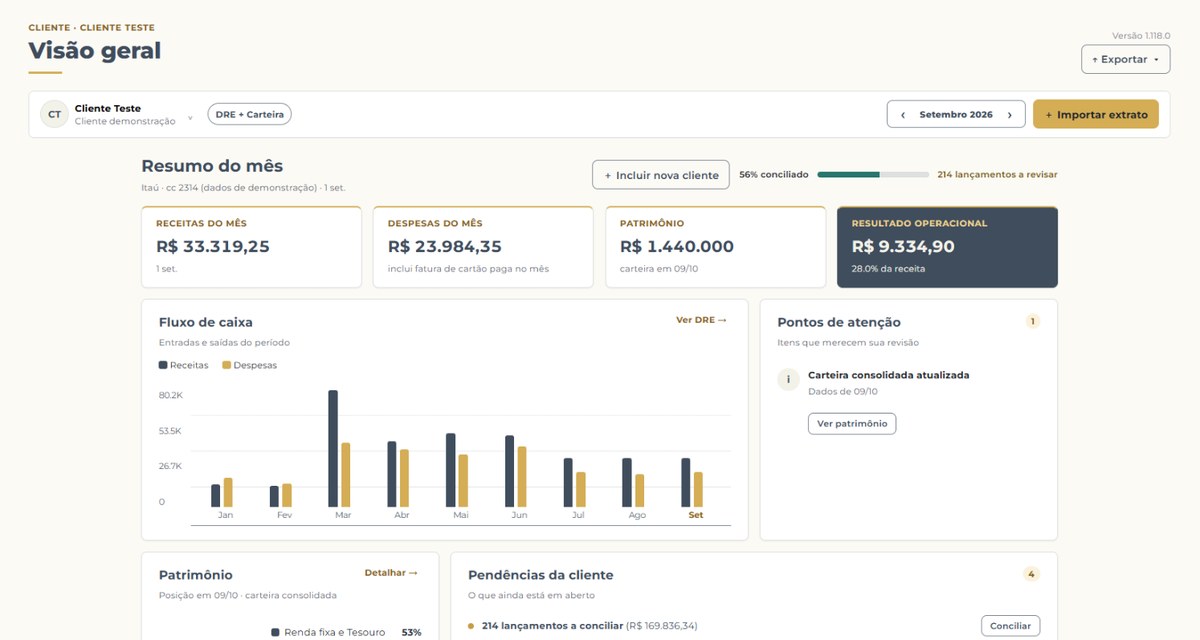 CLIENTE · CLIENTE TESTE
Visão geral
Versão 1.118.0
↑ Exportar
CT
Cliente Teste
Cliente demonstração
DRE + Carteira
‹ Setembro 2026 ›
+ Importar extrato
Resumo do mês
Itaú · cc 2314 (dados de demonstração) · 1 set.
+ Incluir nova cliente
56% conciliado
214 lançamentos a revisar
RECEITAS DO MÊS
R$ 33.319,25
1 set.
DESPESAS DO MÊS
R$ 23.984,35
inclui fatura de cartão paga no mês
PATRIMÔNIO
R$ 1.440.000
carteira em 09/10
RESULTADO OPERACIONAL
R$ 9.334,90
28.0% da receita
Fluxo de caixa
Ver DRE →
Entradas e saídas do período
Receitas
Despesas
80.2K
53.5K
26.7K
0
Jan Fev Mar Abr Mai Jun Jul Ago Set
Pontos de atenção
1
Itens que merecem sua revisão
i
Carteira consolidada atualizada
Dados de 09/10
Ver patrimônio
Patrimônio
Detalhar →
Posição em 09/10 · carteira consolidada
Renda fixa e Tesouro 53%
Pendências da cliente
4
O que ainda está em aberto
214 lançamentos a conciliar (R$ 169.836,34)
Conciliar